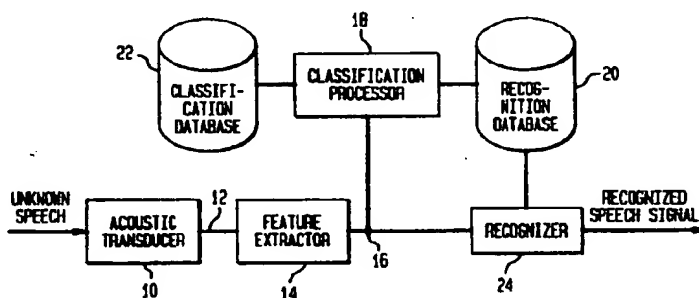 18
22
CLASSIFICATION
PROCESSOR
20
CLASSIFI-
CATION
DATABASE
RECOG-
NITION
DATABASE
UNKNOWN
SPEECH
12
RECOGNIZED
SPEECH SIGNAL
ACOUSTIC
TRANSDUCER
FEATURE
EXTRACTOR
RECOGNIZER
16
10
14
24